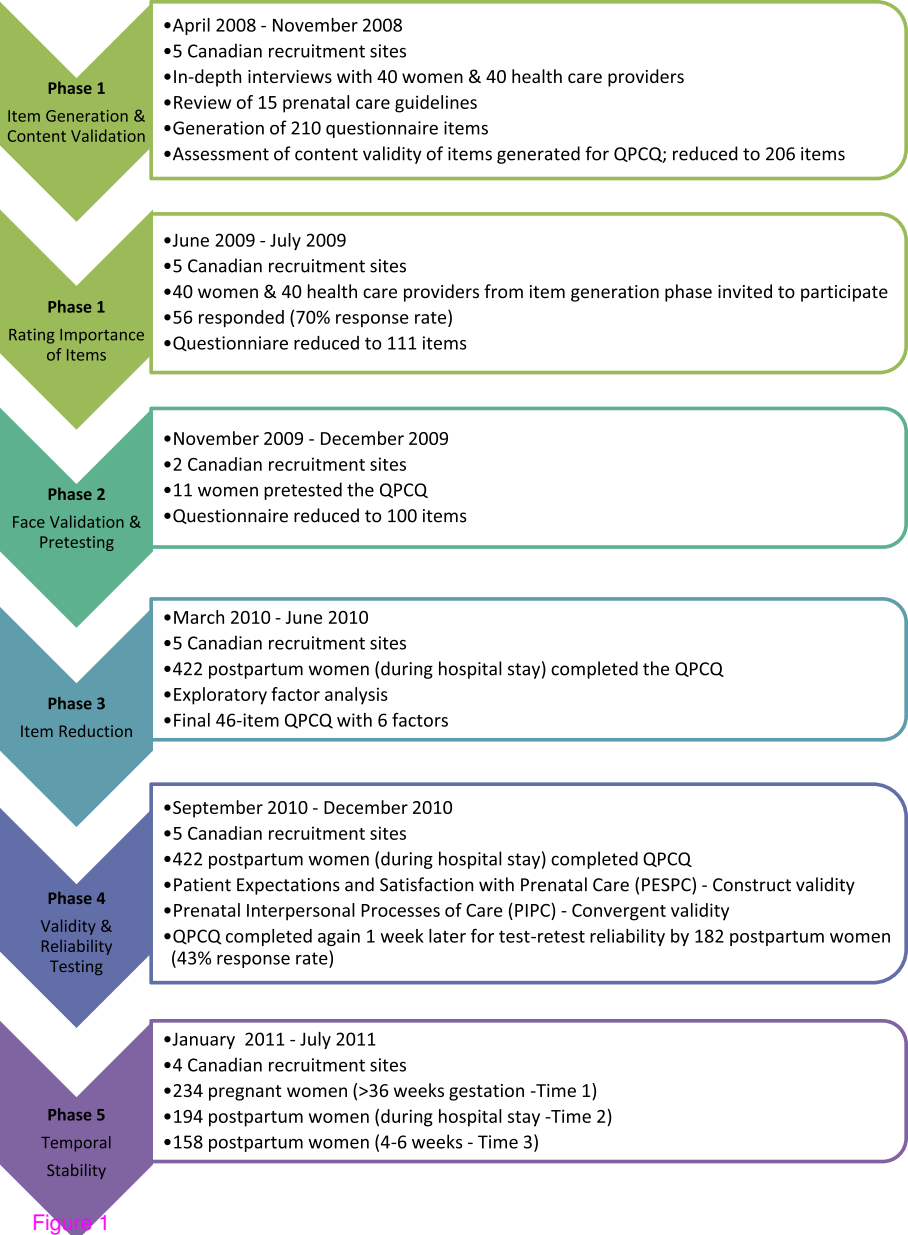 Phase 1
Item Generation &
Content Validation
•April 2008 - November 2008
•5 Canadian recruitment sites
•In-depth interviews with 40 women & 40 health care providers
•Review of 15 prenatal care guidelines
•Generation of 210 questionnaire items
•Assessment of content validity of items generated for QPCQ; reduced to 206 items
Phase 1
Rating Importance
of Items
•June 2009 - July 2009
•5 Canadian recruitment sites
•40 women & 40 health care providers from item generation phase invited to participate
•56 responded (70% response rate)
•Questionniare reduced to 111 items
Phase 2
Face Validation &
Pretesting
•November 2009 - December 2009
•2 Canadian recruitment sites
•11 women pretested the QPCQ
•Questionnaire reduced to 100 items
Phase 3
Item Reduction
•March 2010 - June 2010
•5 Canadian recruitment sites
•422 postpartum women (during hospital stay) completed the QPCQ
•Exploratory factor analysis
•Final 46-item QPCQ with 6 factors
Phase 4
Validity &
Reliability
Testing
•September 2010 - December 2010
•5 Canadian recruitment sites
•422 postpartum women (during hospital stay) completed QPCQ
•Patient Expectations and Satisfaction with Prenatal Care (PESPC) - Construct validity
•Prenatal Interpersonal Processes of Care (PIPC) - Convergent validity
•QPCQ completed again 1 week later for test-retest reliability by 182 postpartum women
(43% response rate)
Phase 5
Temporal
Stability
•January  2011 - July 2011
•4 Canadian recruitment sites
•234 pregnant women (>36 weeks gestation -Time 1)
•194 postpartum women (during hospital stay -Time 2)
•158 postpartum women (4-6 weeks - Time 3)
Figure 1